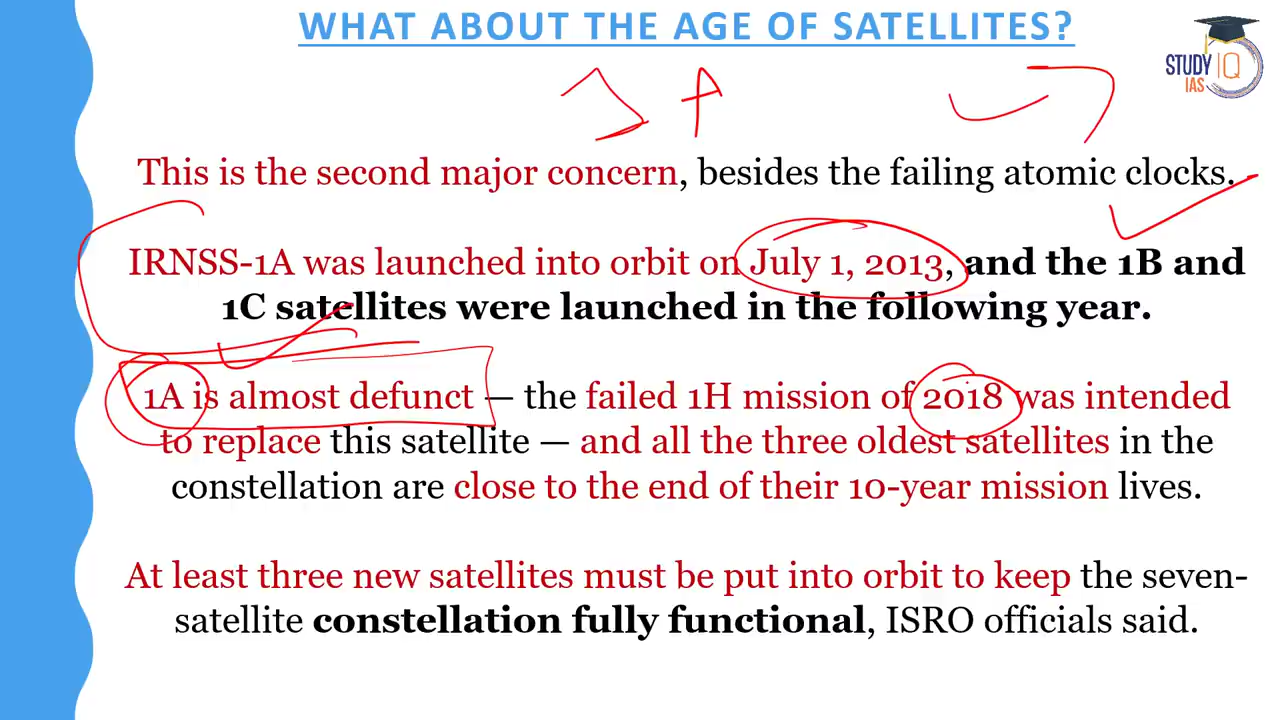 WHAT ABOUT THE AGE OF SATELLITES?
STUDY IQ
IAS
1A
This is the second major concern, besides the failing atomic clocks.
IRNSS-1A was launched into orbit on July 1, 2013, and the 1B and
1C satellites were launched in the following year.
1A is almost defunct — the failed 1H mission of 2018 was intended
to replace this satellite — and all the three oldest satellites in the
constellation are close to the end of their 10-year mission lives.
At least three new satellites must be put into orbit to keep the seven-
satellite constellation fully functional, ISRO officials said.